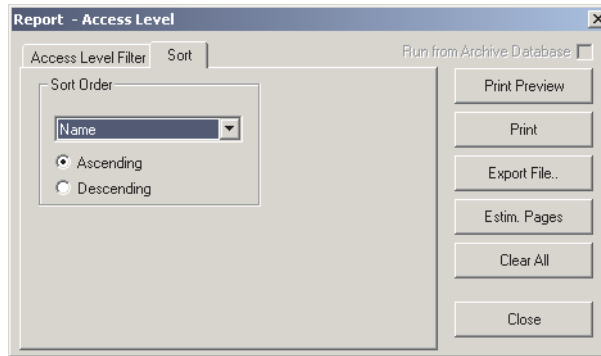 Report - Access Level
Run from Archive Database
Access Level Filter
Sort
Sort Order
Name
Ascending
Descending
Print Preview
Print
Export File..
Estim. Pages
Clear All
Close